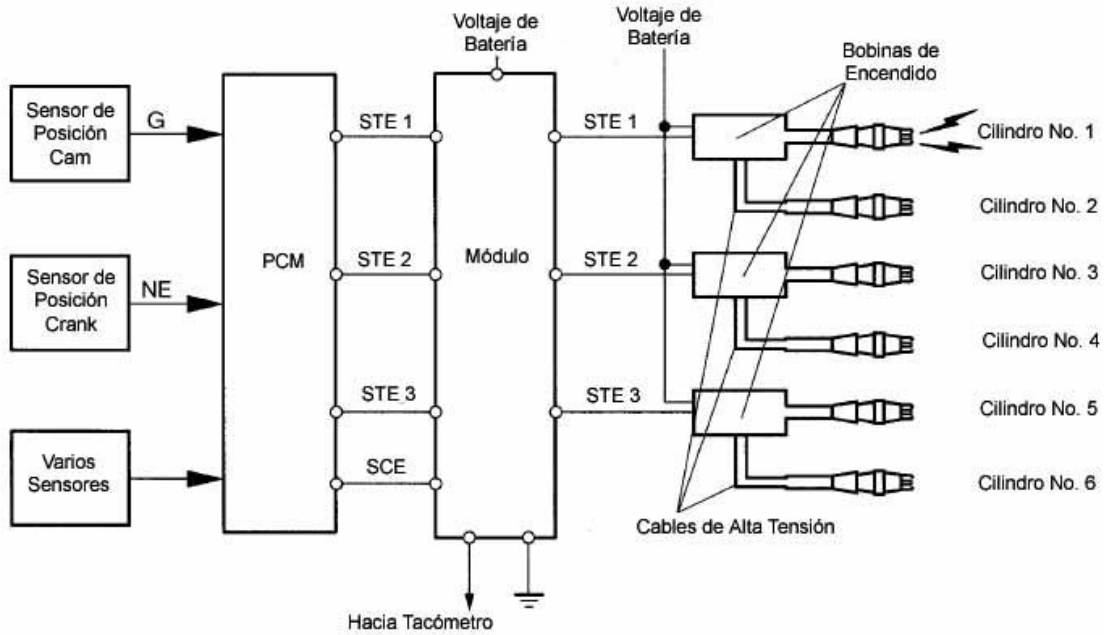 Voltaje de
Batería
Voltaje de
Batería
Bobinas de
Encendido
Sensor de
Posición
Cam
G
STE 1
STE 1
Cilindro No. 1
Cilindro No. 2
Sensor de
Posición
Crank
NE
PCM
STE 2
Módulo
STE 2
Cilindro No. 3
Cilindro No. 4
STE 3
STE 3
Cilindro No. 5
Varios
Sensores
SCE
Cilindro No. 6
Cables de Alta Tensión
Hacia Tacómetro